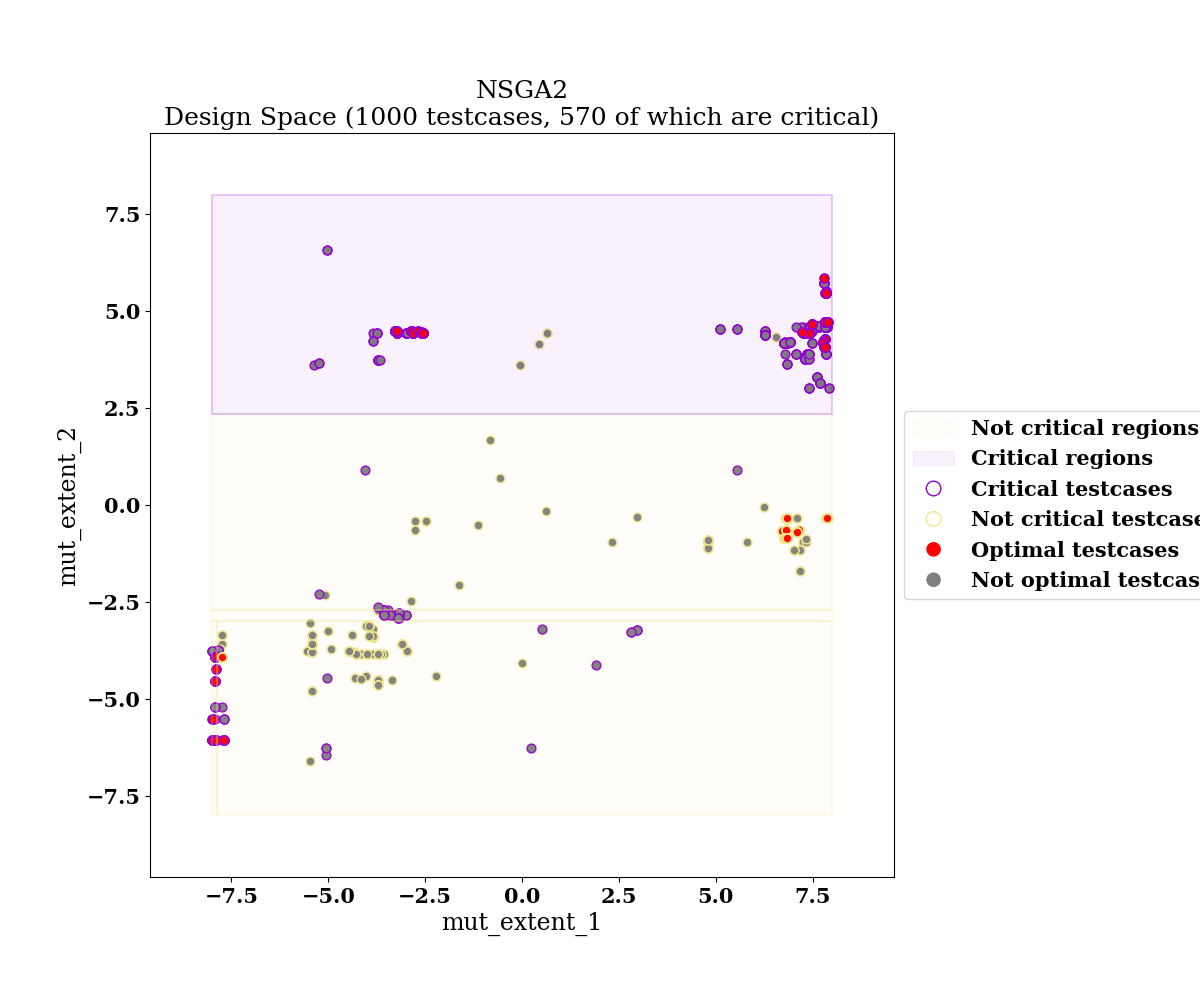 NSGA2
Design Space (1000 testcases, 570 of which are critical)
7.5
5.0
2.5
0.0
−2.5
−5.0
−7.5
mut_extent_2
−7.5
−5.0
−2.5
0.0
2.5
5.0
7.5
mut_extent_1
Not critical regions
Critical regions
Critical testcases
Not critical testcase
Optimal testcases
Not optimal testcas